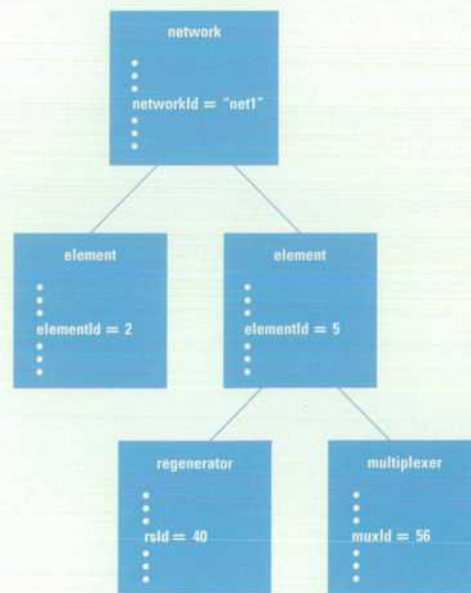 network
networkId = "net1"
element
elementId = 2
element
elementId = 5
regenerator
rsId = 40
multiplexer
muxId = 56